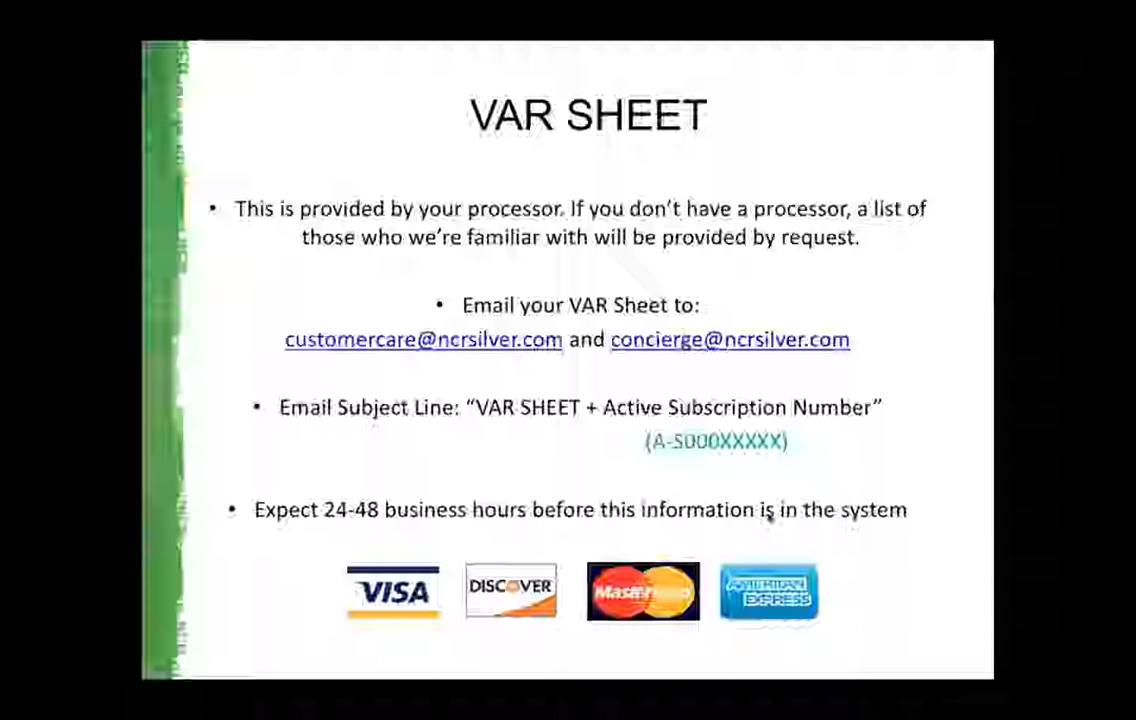 VAR SHEET
• This is provided by your processor. If you don't have a processor, a list of
those who we're familiar with will be provided by request.
• Email your VAR Sheet to:
customercare@ncrsilver.com and concierge@ncrsilver.com
• Email Subject Line: “VAR SHEET + Active Subscription Number”
(A-S000XXXXX)
• Expect 24-48 business hours before this information is in the system
VISA DISCOVER MasterCard AMERICAN
EXPRESS